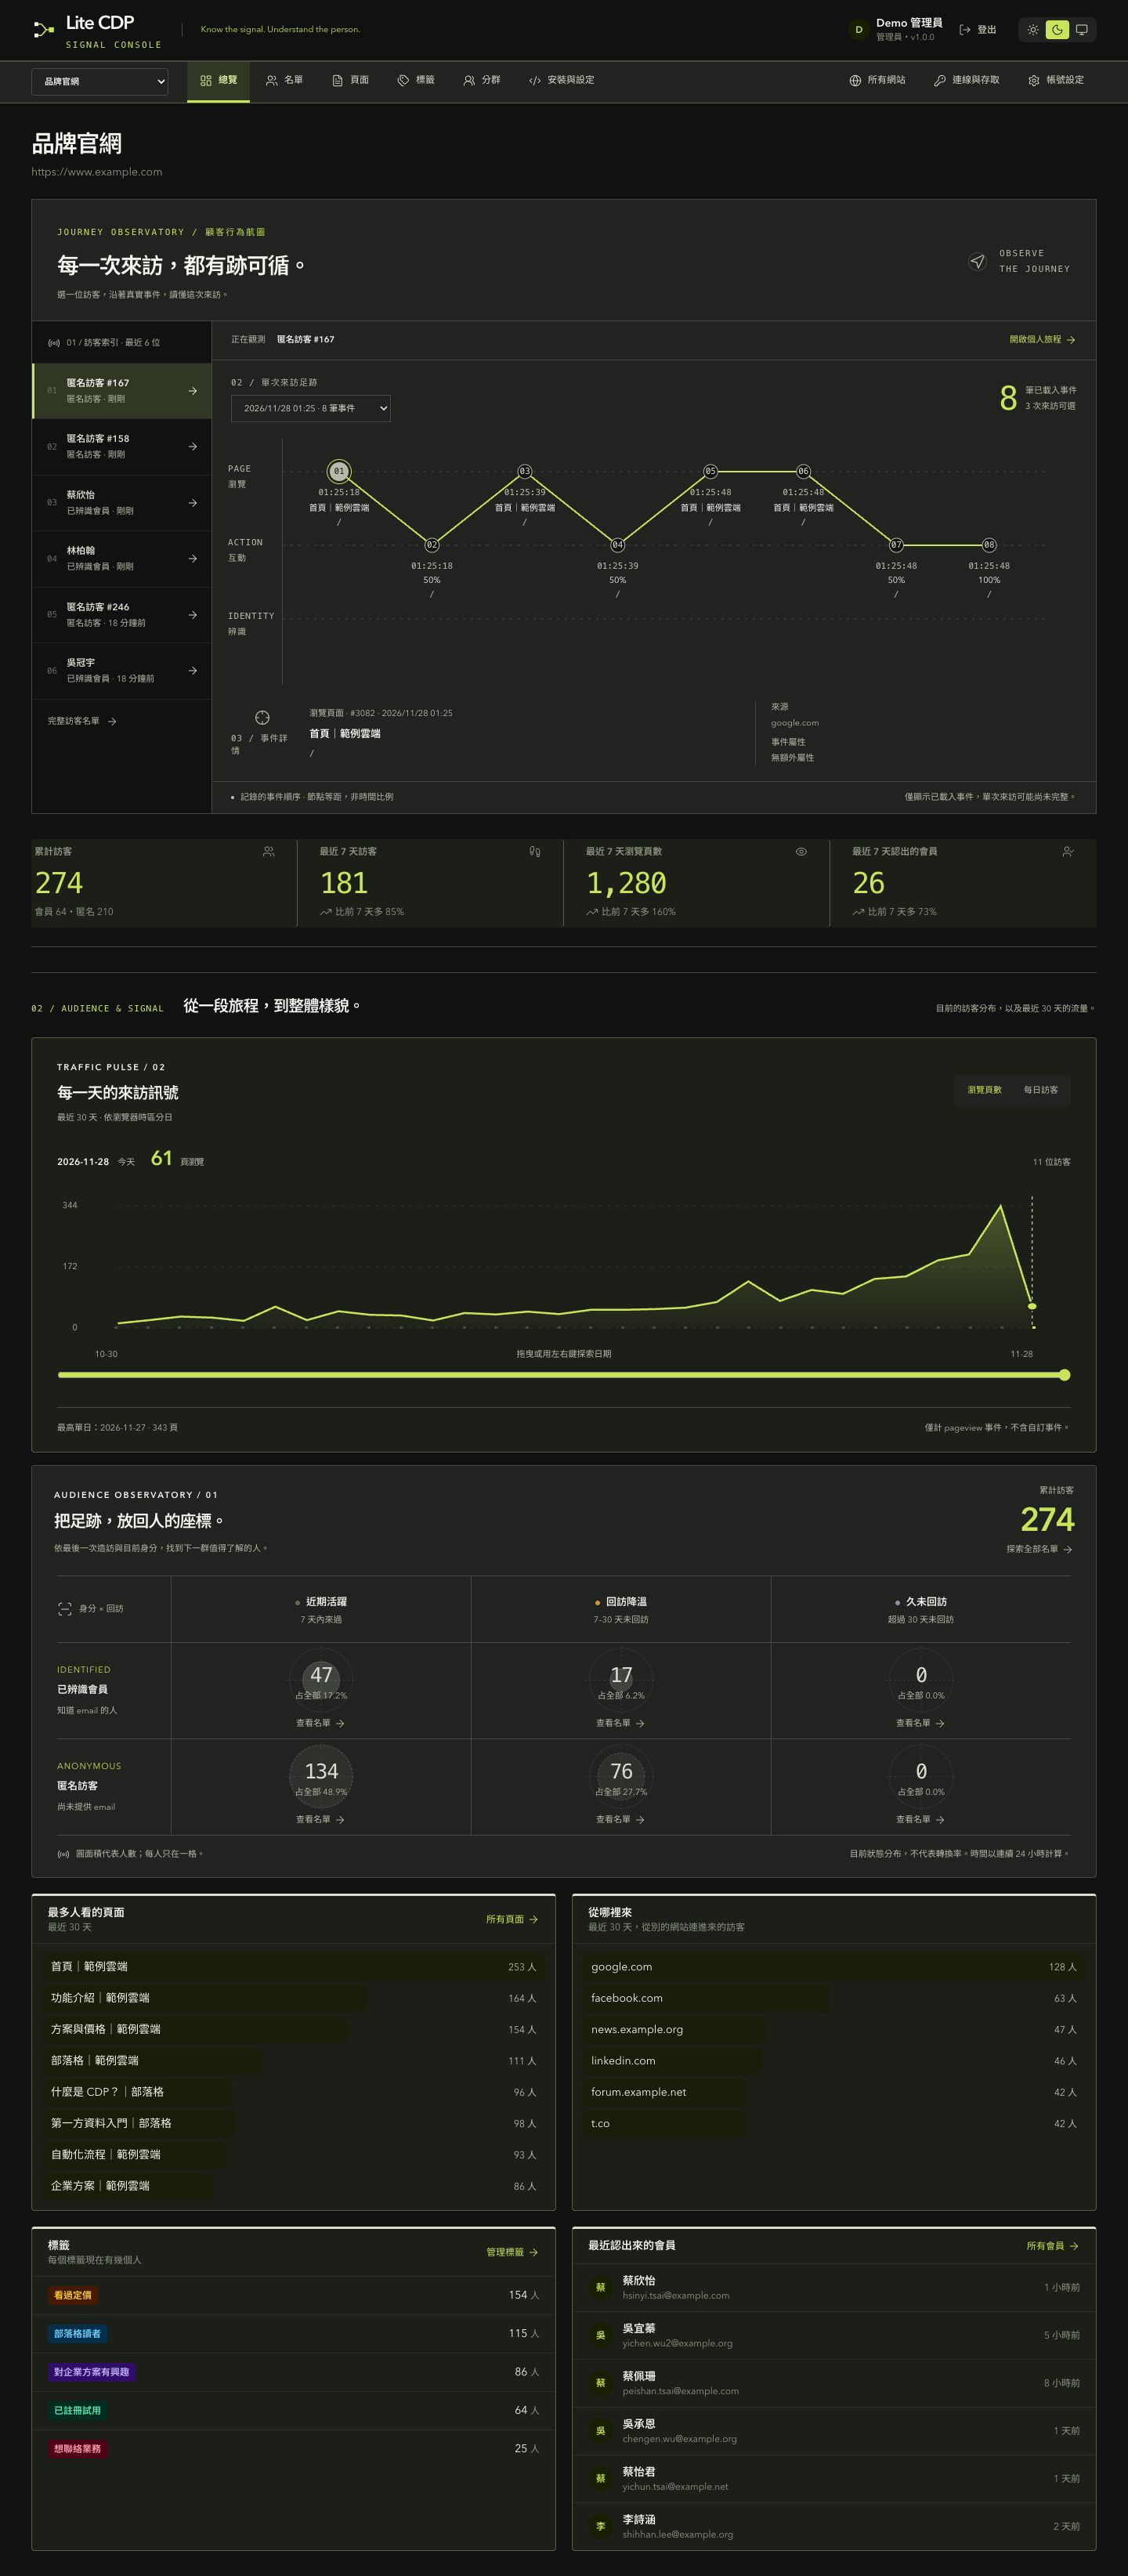 Lite CDP
SIGNAL CONSOLE
Know the signal. Understand the person.
D
Demo 管理員
管理員・v1.0.0
登出
品牌官網
總覽
名單
頁面
標籤
分群
安裝與設定
所有網站
連線與存取
帳號設定
品牌官網
https://www.example.com
JOURNEY OBSERVATORY / 顧客行為航圖
每一次來訪，都有跡可循。
選一位訪客，沿著真實事件，讀懂這次來訪。
OBSERVE
THE JOURNEY
01 / 訪客索引 · 最近 6 位
01
匿名訪客 #167
匿名訪客 · 剛剛
02
匿名訪客 #158
匿名訪客 · 剛剛
03
蔡欣怡
已辨識會員 · 剛剛
04
林柏翰
已辨識會員 · 剛剛
05
匿名訪客 #246
匿名訪客 · 18 分鐘前
06
吳冠宇
已辨識會員 · 18 分鐘前
完整訪客名單
正在觀測 匿名訪客 #167
開啟個人旅程
02 / 單次來訪足跡
2026/11/28 01:25 · 8 筆事件
8
筆已載入事件
3 次來訪可選
PAGE
瀏覽
ACTION
互動
IDENTITY
辨識
01
01:25:18
首頁｜範例雲端
/
02
01:25:18
50%
/
03
01:25:39
首頁｜範例雲端
/
04
01:25:39
50%
/
05
01:25:48
首頁｜範例雲端
/
06
01:25:48
首頁｜範例雲端
/
07
01:25:48
50%
/
08
01:25:48
100%
/
03 / 事件詳
情
瀏覽頁面 · #3082 · 2026/11/28 01:25
首頁｜範例雲端
/
來源
google.com
事件屬性
無額外屬性
記錄的事件順序 · 節點等距，非時間比例
僅顯示已載入事件，單次來訪可能尚未完整。
累計訪客
274
會員 64・匿名 210
最近 7 天訪客
181
比前 7 天多 85%
最近 7 天瀏覽頁數
1,280
比前 7 天多 160%
最近 7 天認出的會員
26
比前 7 天多 73%
02 / AUDIENCE & SIGNAL
從一段旅程，到整體樣貌。
目前的訪客分布，以及最近 30 天的流量。
TRAFFIC PULSE / 02
每一天的來訪訊號
最近 30 天 · 依瀏覽器時區分日
瀏覽頁數
每日訪客
2026-11-28 今天 61 頁瀏覽
11 位訪客
344
172
0
10-30
拖曳或用左右鍵探索日期
11-28
最高單日：2026-11-27 · 343 頁
僅計 pageview 事件，不含自訂事件。
AUDIENCE OBSERVATORY / 01
把足跡，放回人的座標。
依最後一次造訪與目前身分，找到下一群值得了解的人。
累計訪客
274
探索全部名單
身分 × 回訪
近期活躍
7 天內來過
回訪降溫
7–30 天未回訪
久未回訪
超過 30 天未回訪
IDENTIFIED
已辨識會員
知道 email 的人
47
占全部 17.2%
查看名單
17
占全部 6.2%
查看名單
0
占全部 0.0%
查看名單
ANONYMOUS
匿名訪客
尚未提供 email
134
占全部 48.9%
查看名單
76
占全部 27.7%
查看名單
0
占全部 0.0%
查看名單
圓面積代表人數；每人只在一格。
目前狀態分布，不代表轉換率。時間以連續 24 小時計算。
最多人看的頁面
最近 30 天
所有頁面
首頁｜範例雲端 253 人
功能介紹｜範例雲端 164 人
方案與價格｜範例雲端 154 人
部落格｜範例雲端 111 人
什麼是 CDP？｜部落格 96 人
第一方資料入門｜部落格 98 人
自動化流程｜範例雲端 93 人
企業方案｜範例雲端 86 人
從哪裡來
最近 30 天，從別的網站連進來的訪客
google.com 128 人
facebook.com 63 人
news.example.org 47 人
linkedin.com 46 人
forum.example.net 42 人
t.co 42 人
標籤
每個標籤現在有幾個人
管理標籤
看過定價 154 人
部落格讀者 115 人
對企業方案有興趣 86 人
已註冊試用 64 人
想聯絡業務 25 人
最近認出來的會員
所有會員
蔡
蔡欣怡
hsinyi.tsai@example.com
1 小時前
吳
吳宜蓁
yichen.wu2@example.org
5 小時前
蔡
蔡佩珊
peishan.tsai@example.com
8 小時前
吳
吳承恩
chengen.wu@example.org
1 天前
蔡
蔡怡君
yichun.tsai@example.net
1 天前
李
李詩涵
shihhan.lee@example.org
2 天前